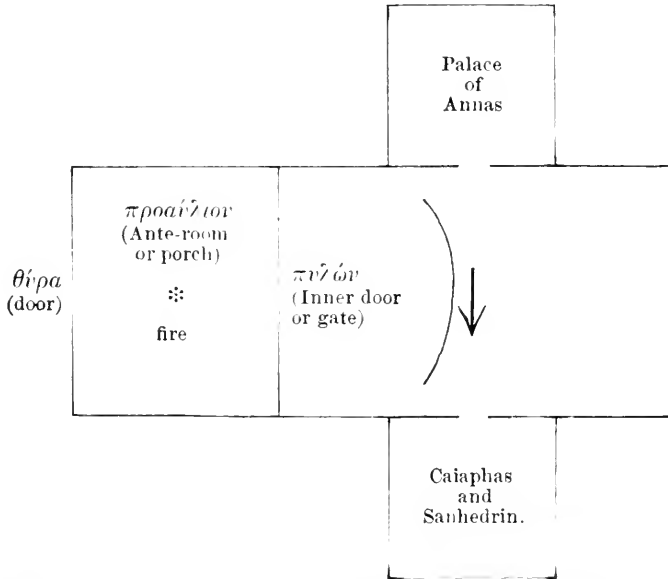 Palace
of
Annas
προαύλιον
(Ante-room
or porch)
θύρα
(door)
fire
πυλών
(Inner door
or gate)
Caiaphas
and
Sanhedrin.